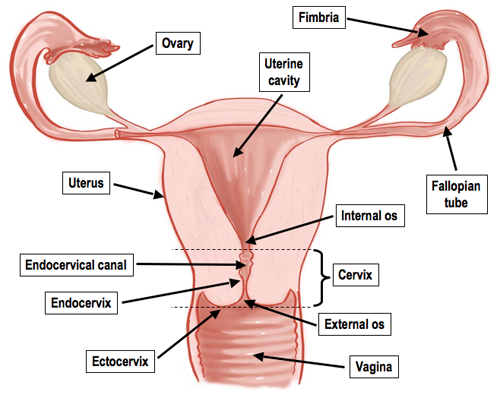 Fimbria
Ovary
Uterine
cavity
Uterus
Fallopian
tube
Internal os
Endocervical canal
Cervix
Endocervix
External os
Ectocervix
Vagina